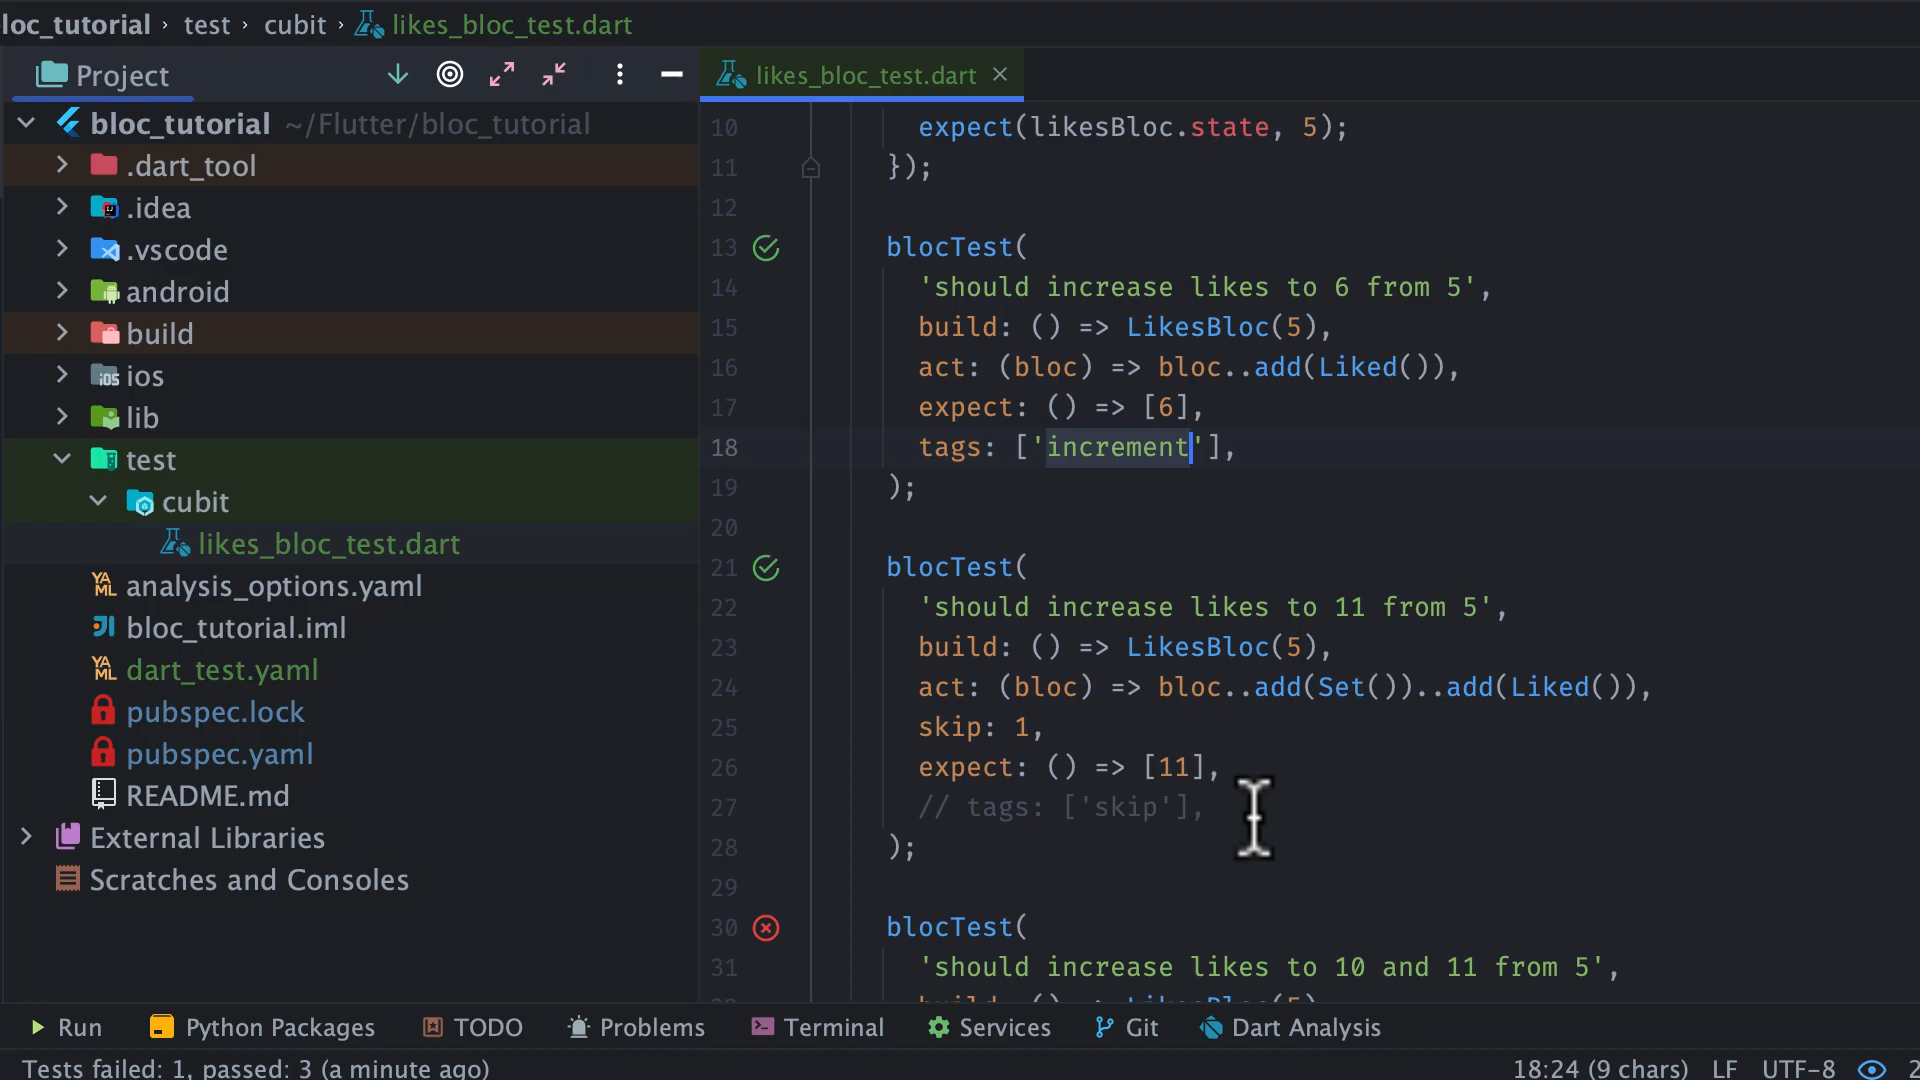 loc_tutorial › test › cubit › likes_bloc_test.dart
Project
likes_bloc_test.dart ×
bloc_tutorial ~/Flutter/bloc_tutorial
.dart_tool
.idea
.vscode
android
build
ios
lib
test
cubit
likes_bloc_test.dart
analysis_options.yaml
bloc_tutorial.iml
dart_test.yaml
pubspec.lock
pubspec.yaml
README.md
External Libraries
Scratches and Consoles
10 expect(likesBloc.state, 5);
11 });
12
13 blocTest(
14 'should increase likes to 6 from 5',
15 build: () => LikesBloc(5),
16 act: (bloc) => bloc..add(Liked()),
17 expect: () => [6],
18 tags: ['increment'],
19 );
20
21 blocTest(
22 'should increase likes to 11 from 5',
23 build: () => LikesBloc(5),
24 act: (bloc) => bloc..add(Set())..add(Liked()),
25 skip: 1,
26 expect: () => [11],
27 // tags: ['skip'],
28 );
29
30 blocTest(
31 'should increase likes to 10 and 11 from 5',
Run Python Packages TODO Problems Terminal Services Git Dart Analysis
Tests failed: 1, passed: 3 (a minute ago) 18:24 (9 chars) LF UTF-8 2